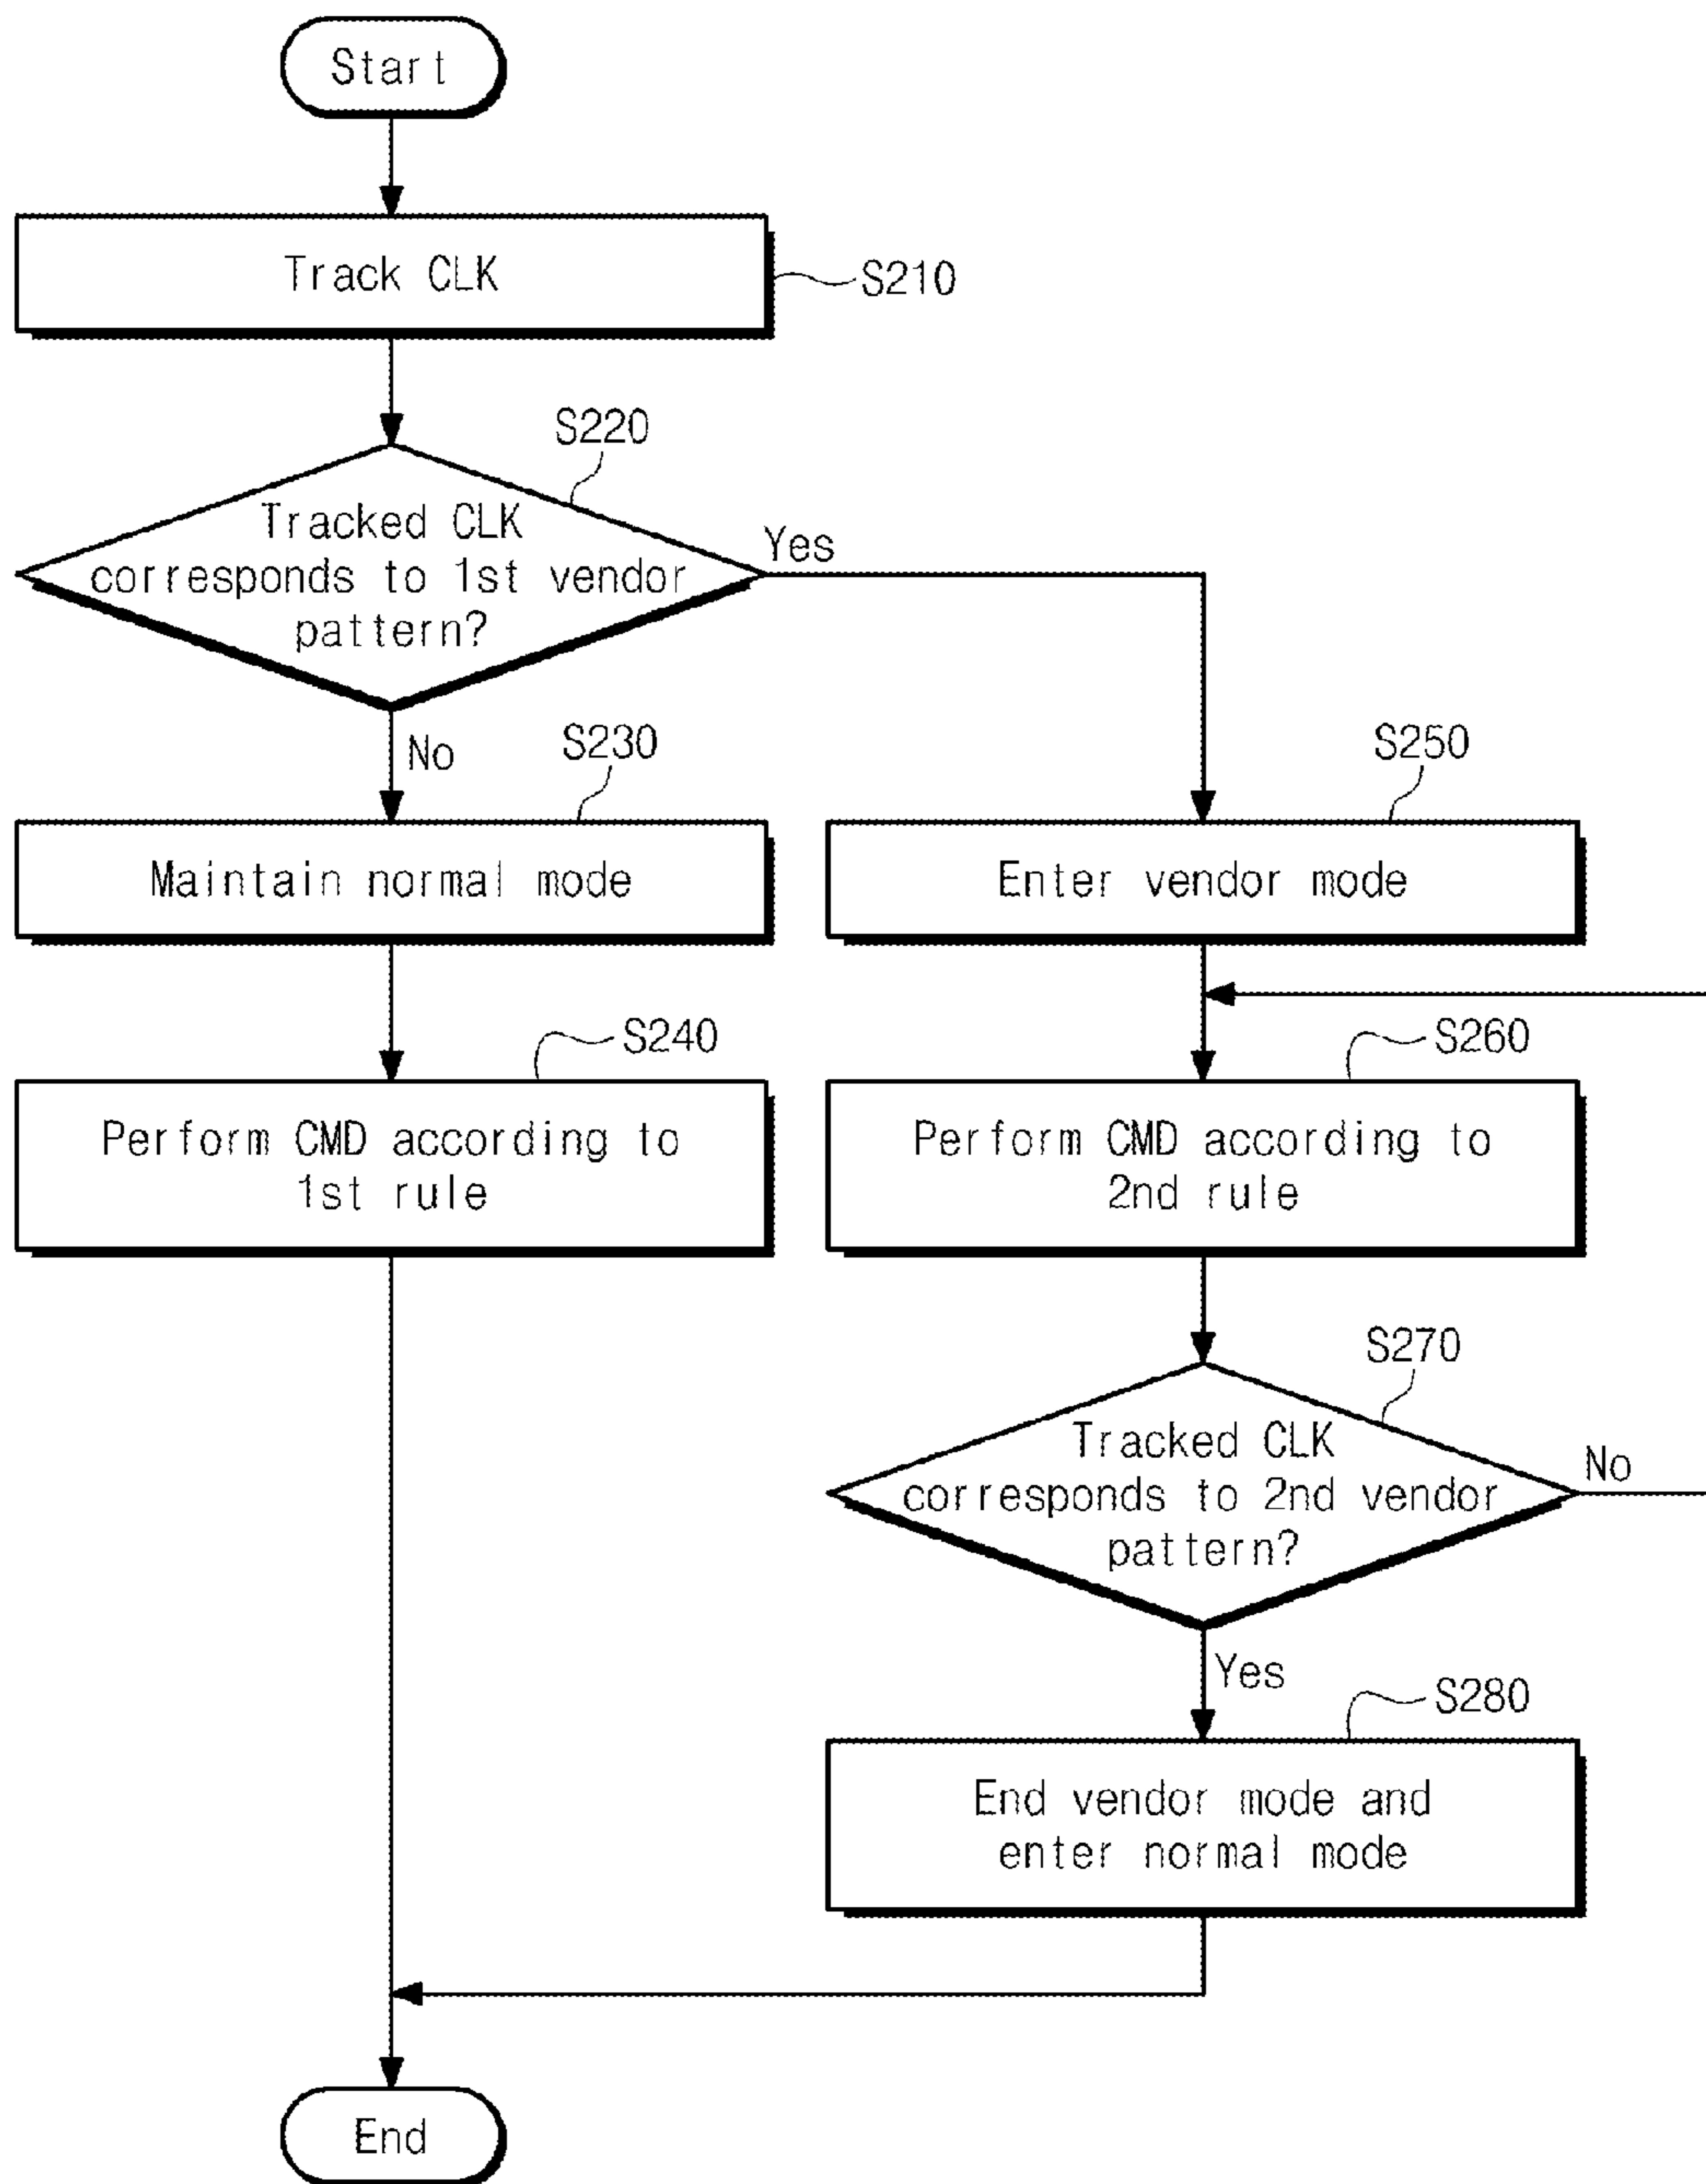 Start
Track CLK
S210
S220
Tracked CLK
corresponds to 1st vendor
pattern?
Yes
No
S230
Maintain normal mode
S250
Enter vendor mode
S240
Perform CMD according to
1st rule
S260
Perform CMD according to
2nd rule
S270
Tracked CLK
corresponds to 2nd vendor
pattern?
No
Yes
S280
End vendor mode and
enter normal mode
End